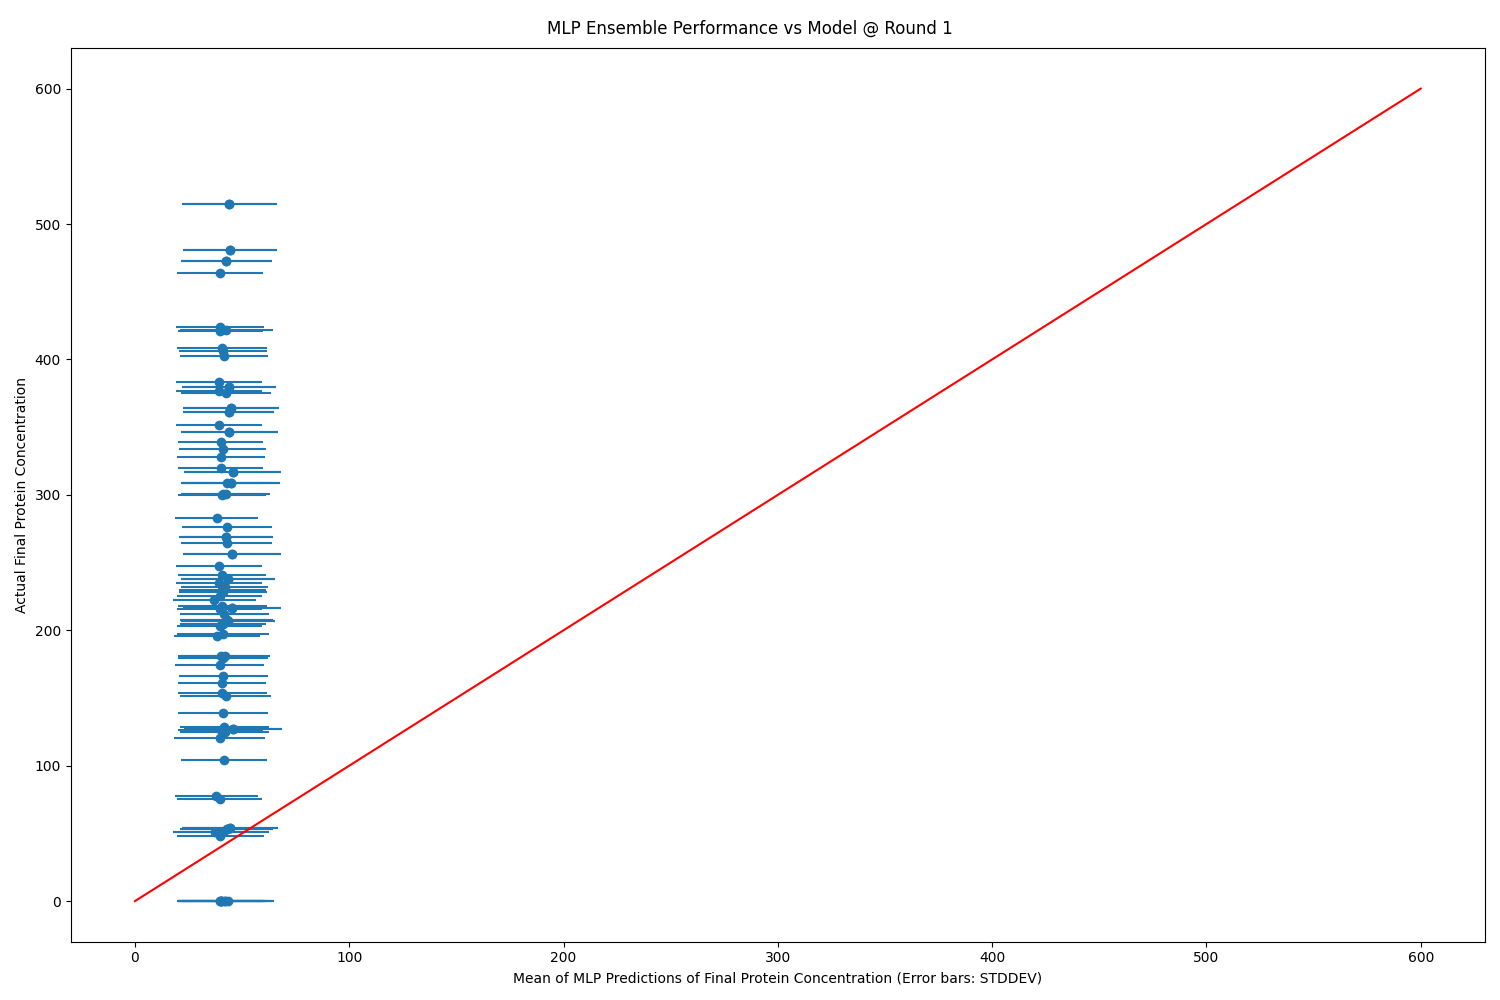 MLP Ensemble Performance vs Model @ Round 1
600
500
400
300
200
100
0
Actual Final Protein Concentration
0 100 200 300 400 500 600
Mean of MLP Predictions of Final Protein Concentration (Error bars: STDDEV)